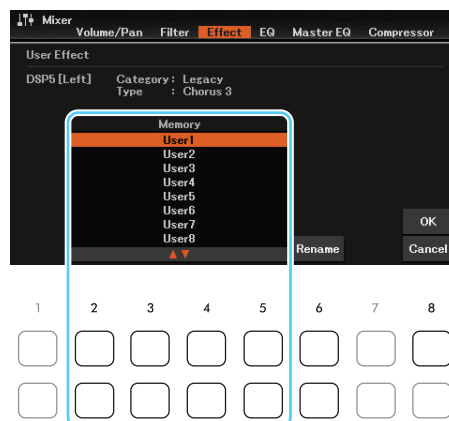 Mixer
Volume/Pan Filter Effect EQ Master EQ Compressor
User Effect
DSP5 [Left] Category : Legacy
Type : Chorus 3
Memory
User1
User2
User3
User4
User5
User6
User7
User8
OK
Rename Cancel
1 2 3 4 5 6 7 8